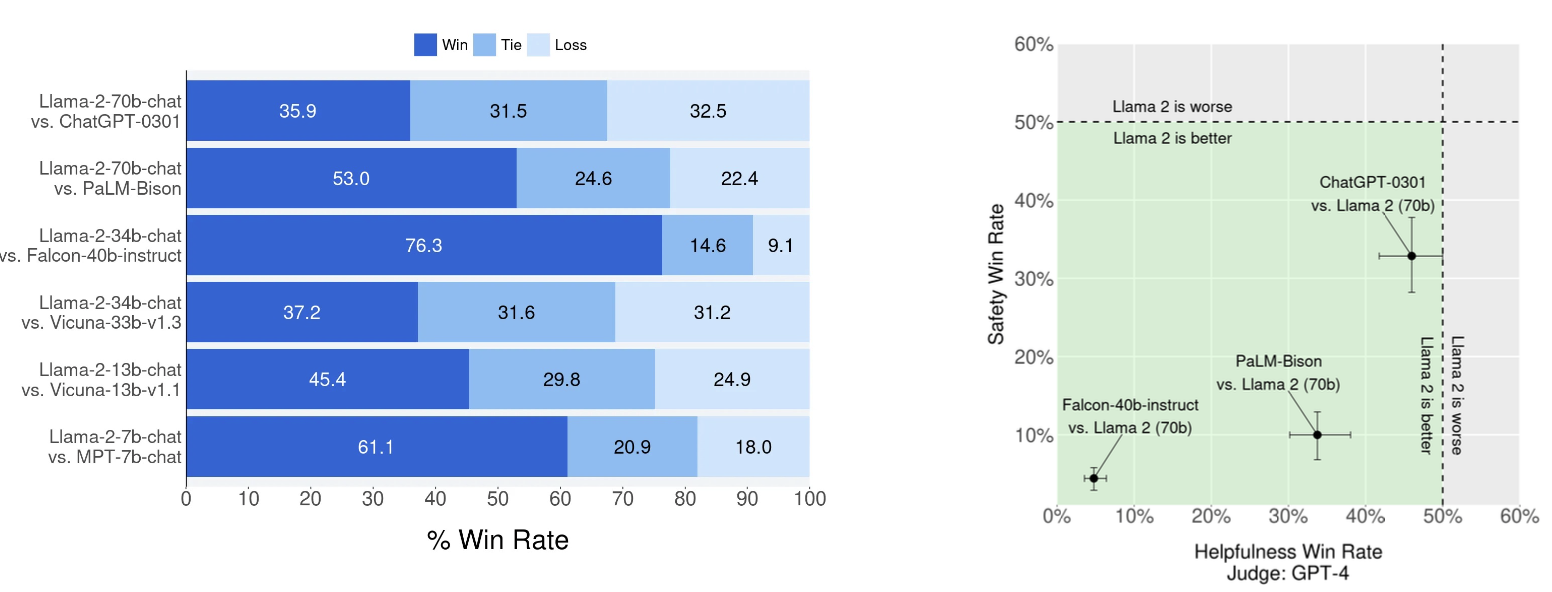 Win Tie Loss
Llama-2-70b-chat
vs. ChatGPT-0301
35.9 31.5 32.5
Llama-2-70b-chat
vs. PaLM-Bison
53.0 24.6 22.4
Llama-2-34b-chat
vs. Falcon-40b-instruct
76.3 14.6 9.1
Llama-2-34b-chat
vs. Vicuna-33b-v1.3
37.2 31.6 31.2
Llama-2-13b-chat
vs. Vicuna-13b-v1.1
45.4 29.8 24.9
Llama-2-7b-chat
vs. MPT-7b-chat
61.1 20.9 18.0
0 10 20 30 40 50 60 70 80 90 100
% Win Rate
60%
50%
40%
30%
20%
10%
Safety Win Rate
Llama 2 is worse
Llama 2 is better
ChatGPT-0301
vs. Llama 2 (70b)
PaLM-Bison
vs. Llama 2 (70b)
Falcon-40b-instruct
vs. Llama 2 (70b)
Llama 2 is better
Llama 2 is worse
0% 10% 20% 30% 40% 50% 60%
Helpfulness Win Rate
Judge: GPT-4